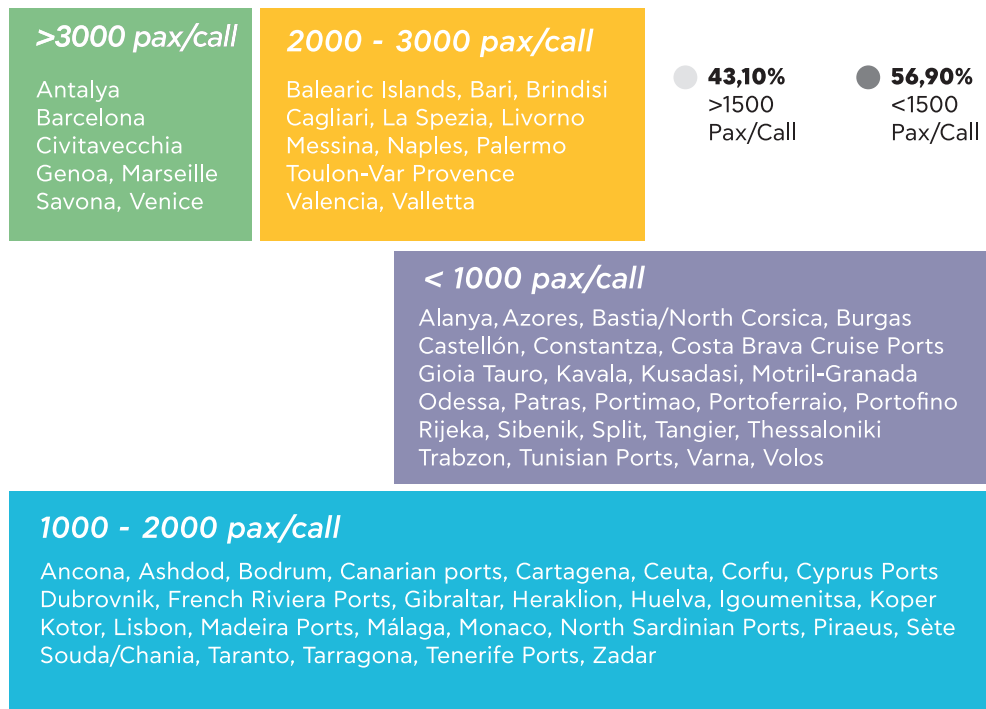 >3000 pax/call
Antalya
Barcelona
Civitavecchia
Genoa, Marseille
Savona, Venice
2000 - 3000 pax/call
Balearic Islands, Bari, Brindisi
Cagliari, La Spezia, Livorno
Messina, Naples, Palermo
Toulon-Var Provence
Valencia, Valletta
43,10%
>1500
Pax/Call
56,90%
<1500
Pax/Call
< 1000 pax/call
Alanya, Azores, Bastia/North Corsica, Burgas
Castellón, Constantza, Costa Brava Cruise Ports
Gioia Tauro, Kavala, Kusadasi, Motril-Granada
Odessa, Patras, Portimao, Portoferraio, Portofino
Rijeka, Sibenik, Split, Tangier, Thessaloniki
Trabzon, Tunisian Ports, Varna, Volos
1000 - 2000 pax/call
Ancona, Ashdod, Bodrum, Canarian ports, Cartagena, Ceuta, Corfu, Cyprus Ports
Dubrovnik, French Riviera Ports, Gibraltar, Heraklion, Huelva, Igoumenitsa, Koper
Kotor, Lisbon, Madeira Ports, Málaga, Monaco, North Sardinian Ports, Piraeus, Sète
Souda/Chania, Taranto, Tarragona, Tenerife Ports, Zadar